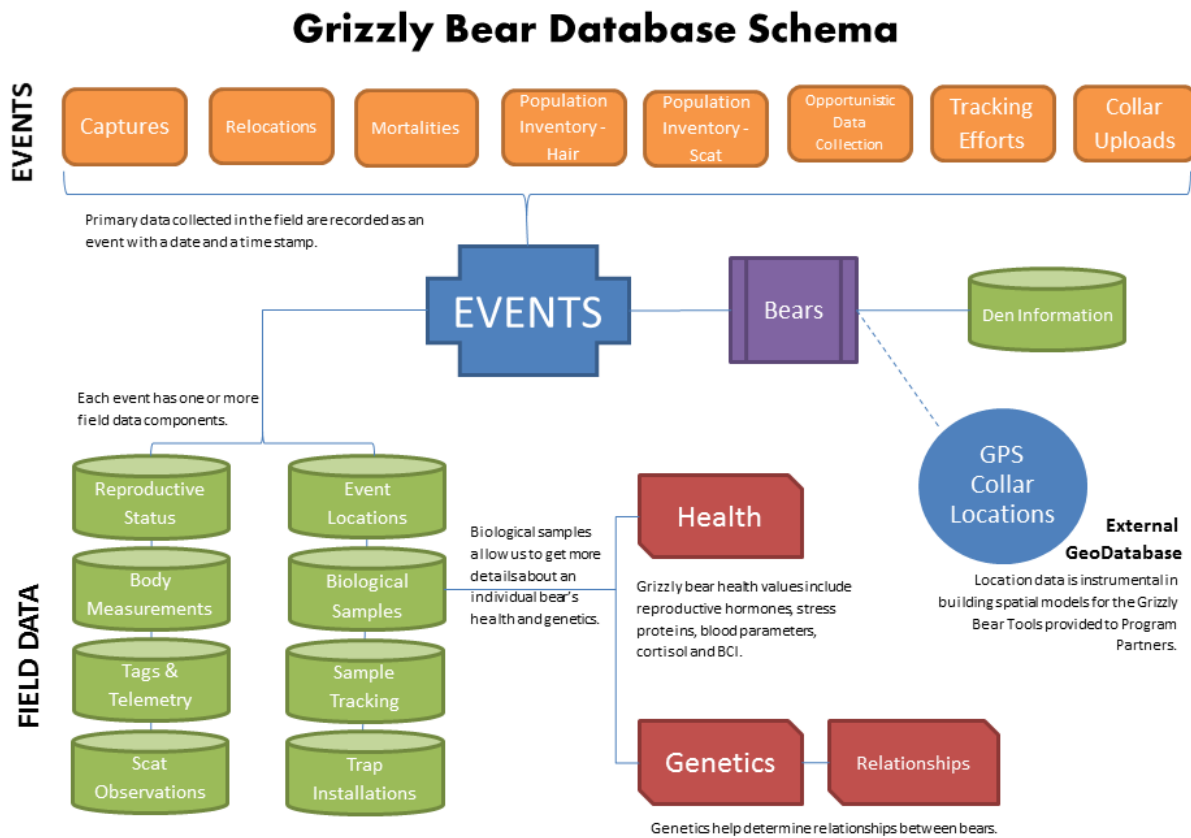 Grizzly Bear Database Schema
EVENTS
Captures
Relocations
Mortalities
Population
Inventory -
Hair
Population
Inventory -
Scat
Opportunistic
Data
Collection
Tracking
Efforts
Collar
Uploads
Primary data collected in the field are recorded as an
event with a date and a time stamp.
EVENTS
Bears
Den Information
Each event has one or more
field data components.
FIELD DATA
Reproductive
Status
Body
Measurements
Tags &
Telemetry
Scat
Observations
Event
Locations
Biological
Samples
Sample
Tracking
Trap
Installations
Biological samples
allow us to get more
details about an
individual bear's
health and genetics.
Health
Grizzly bear health values include
reproductive hormones, stress
proteins, blood parameters,
cortisol and BCI.
Genetics
Relationships
Genetics help determine relationships between bears.
GPS
Collar
Locations
External
GeoDatabase
Location data is instrumental in
building spatial models for the Grizzly
Bear Tools provided to Program
Partners.